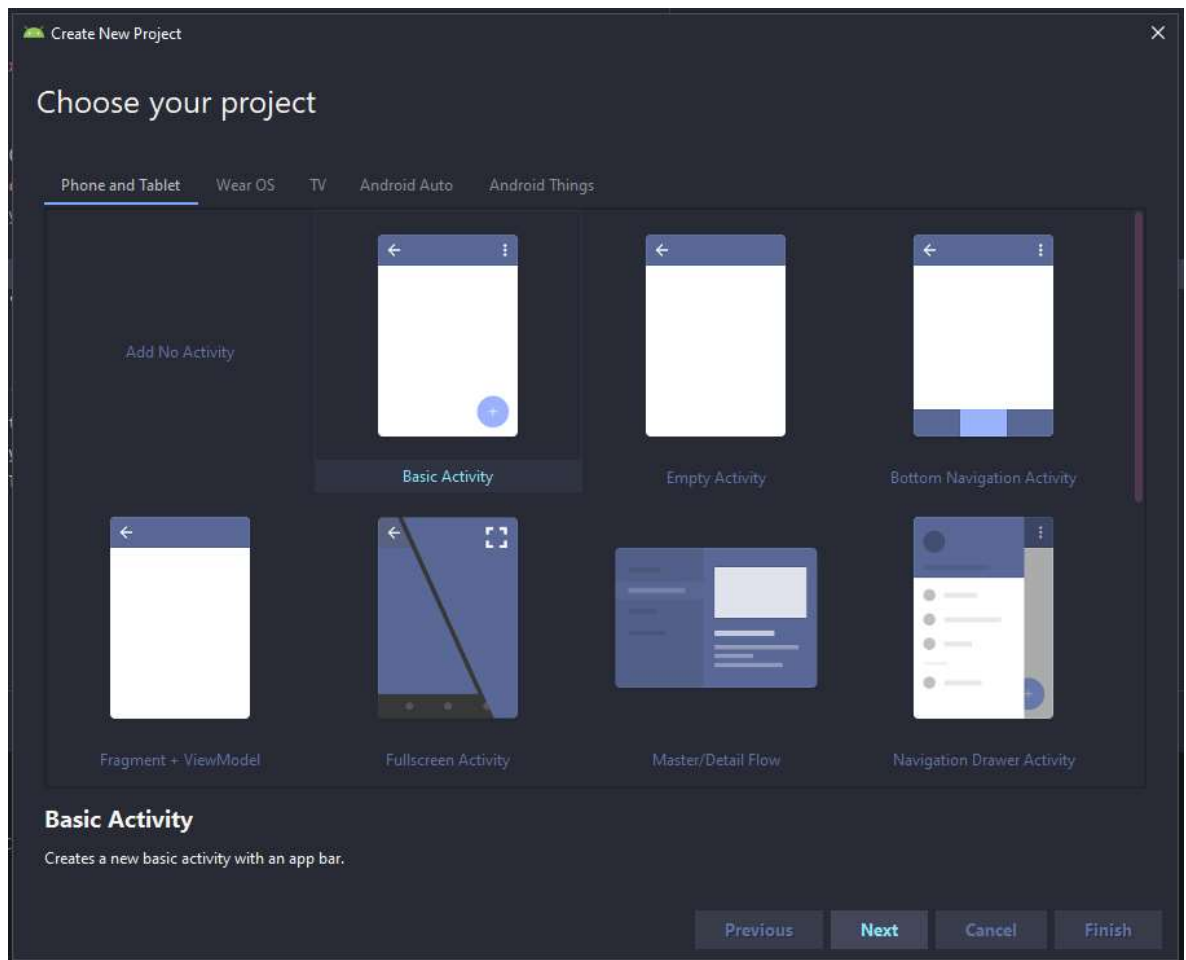 Create New Project
Choose your project
Phone and Tablet Wear OS TV Android Auto Android Things
Add No Activity
Basic Activity Empty Activity Bottom Navigation Activity
Fragment + ViewModel Fullscreen Activity Master/Detail Flow Navigation Drawer Activity
Basic Activity
Creates a new basic activity with an app bar.
Previous Next Cancel Finish